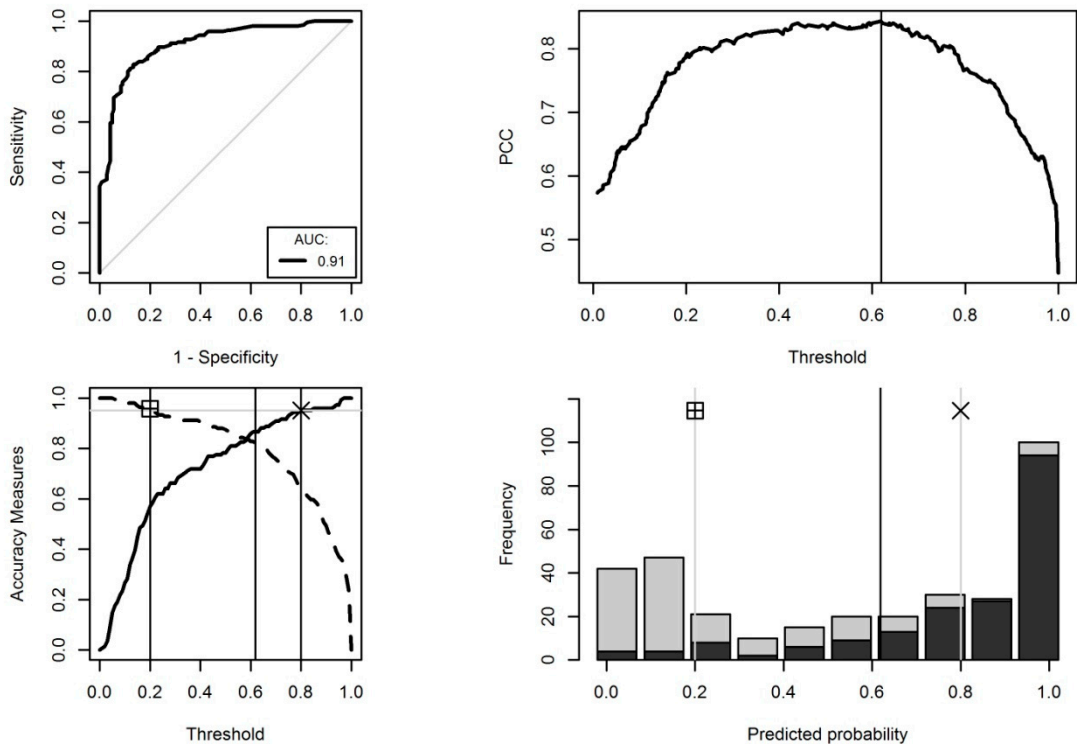 1.0
0.8
0.6
0.4
0.2
0.0
Sensitivity
AUC:
0.91
0.0 0.2 0.4 0.6 0.8 1.0
1 - Specificity
0.8
0.7
0.6
0.5
PCC
0.0 0.2 0.4 0.6 0.8 1.0
Threshold
1.0
0.8
0.6
0.4
0.2
0.0
Accuracy Measures
0.0 0.2 0.4 0.6 0.8 1.0
Threshold
100
80
60
40
20
0
Frequency
0.0 0.2 0.4 0.6 0.8 1.0
Predicted probability